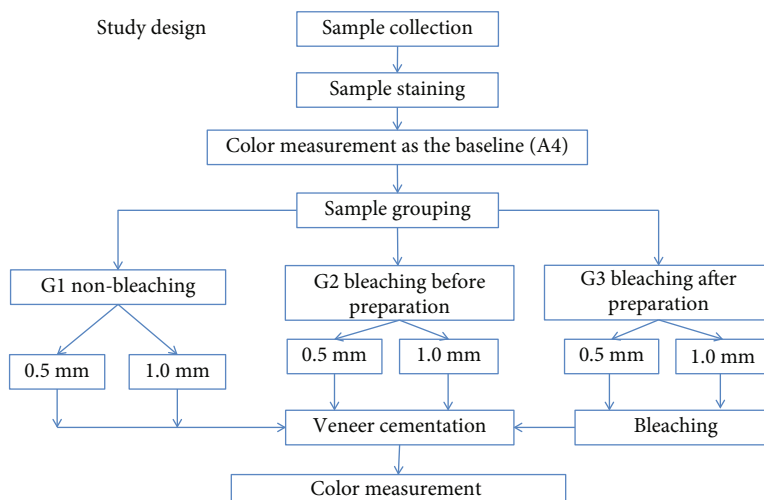 Study design
Sample collection
Sample staining
Color measurement as the baseline (A4)
Sample grouping
G1 non-bleaching
G2 bleaching before
preparation
G3 bleaching after
preparation
0.5 mm
1.0 mm
0.5 mm
1.0 mm
0.5 mm
1.0 mm
Veneer cementation
Bleaching
Color measurement